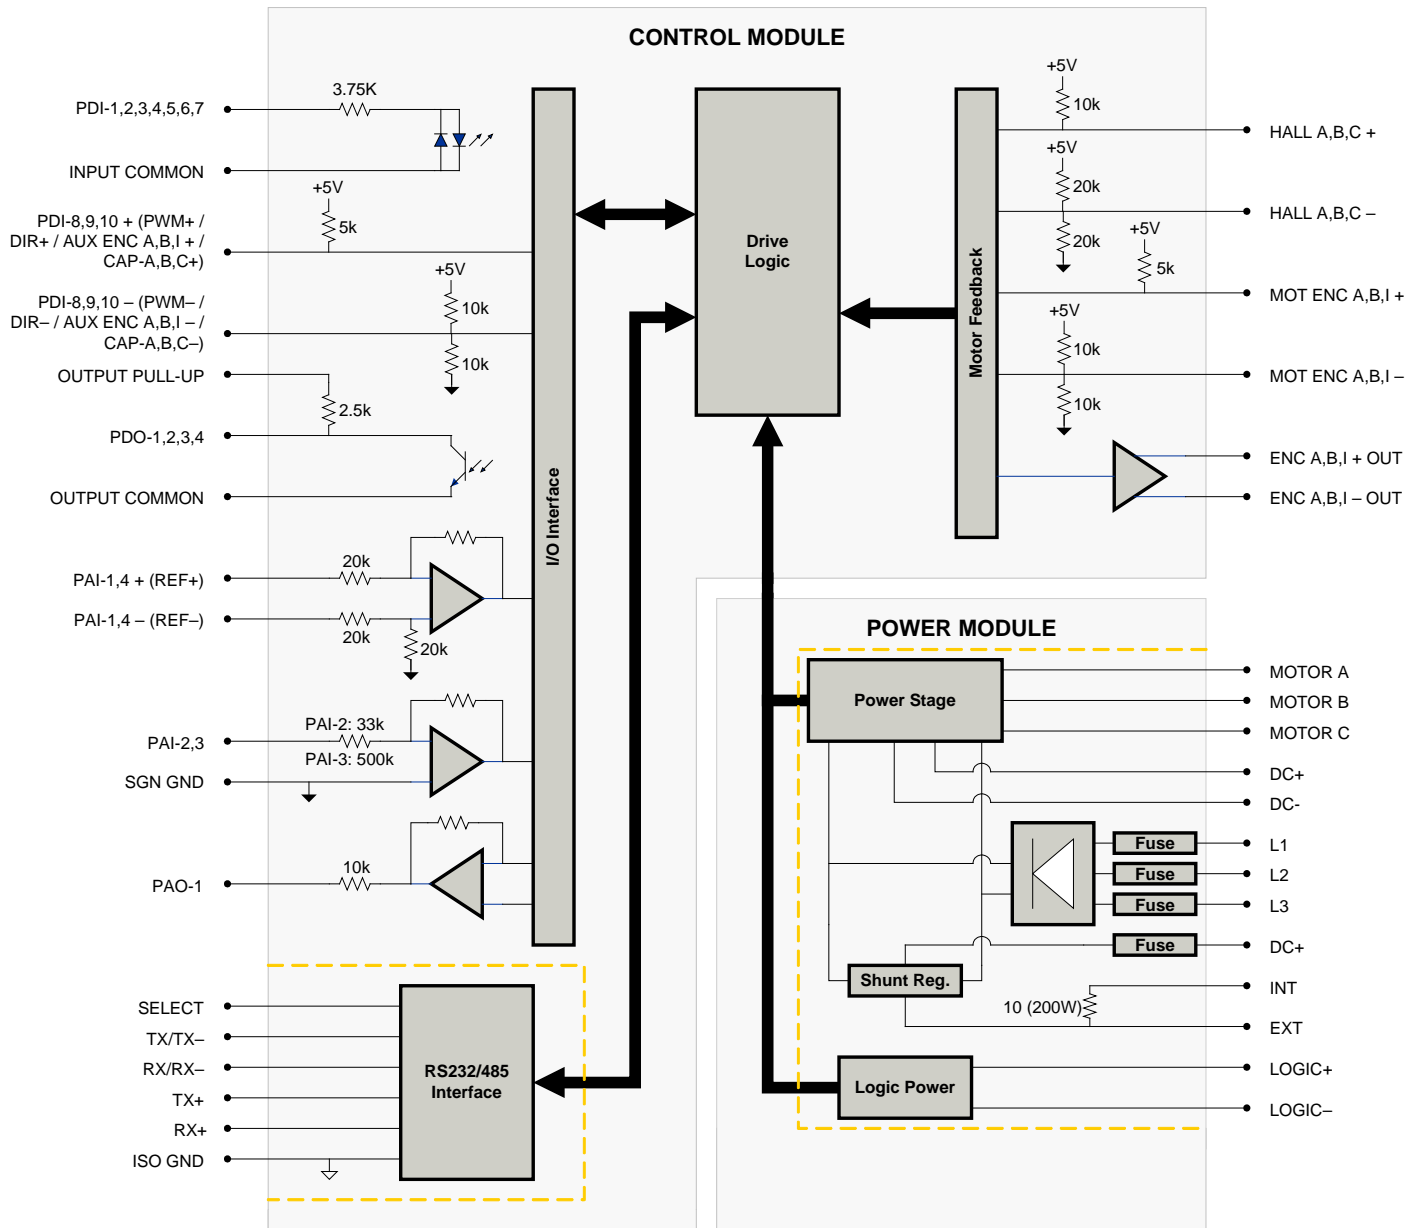 CONTROL MODULE
PDI-1,2,3,4,5,6,7
3.75K
INPUT COMMON
+5V
5k
PDI-8,9,10 + (PWM+ /
DIR+ / AUX ENC A,B,I + /
CAP-A,B,C+)
+5V
10k
PDI-8,9,10 – (PWM– /
DIR– / AUX ENC A,B,I – /
CAP-A,B,C–)
10k
OUTPUT PULL-UP
2.5k
PDO-1,2,3,4
OUTPUT COMMON
20k
PAI-1,4 + (REF+)
PAI-1,4 – (REF–)
20k
20k
PAI-2: 33k
PAI-2,3
PAI-3: 500k
SGN GND
10k
PAO-1
I/O Interface
SELECT
TX/TX–
RX/RX–
TX+
RX+
ISO GND
RS232/485
Interface
Drive
Logic
Motor Feedback
+5V
10k
HALL A,B,C +
+5V
20k
HALL A,B,C –
20k
+5V
5k
MOT ENC A,B,I +
+5V
10k
MOT ENC A,B,I –
10k
ENC A,B,I + OUT
ENC A,B,I – OUT
POWER MODULE
Power Stage
MOTOR A
MOTOR B
MOTOR C
DC+
DC-
Fuse
L1
Fuse
L2
Fuse
L3
Fuse
DC+
Shunt Reg.
INT
10 (200W)
EXT
Logic Power
LOGIC+
LOGIC–